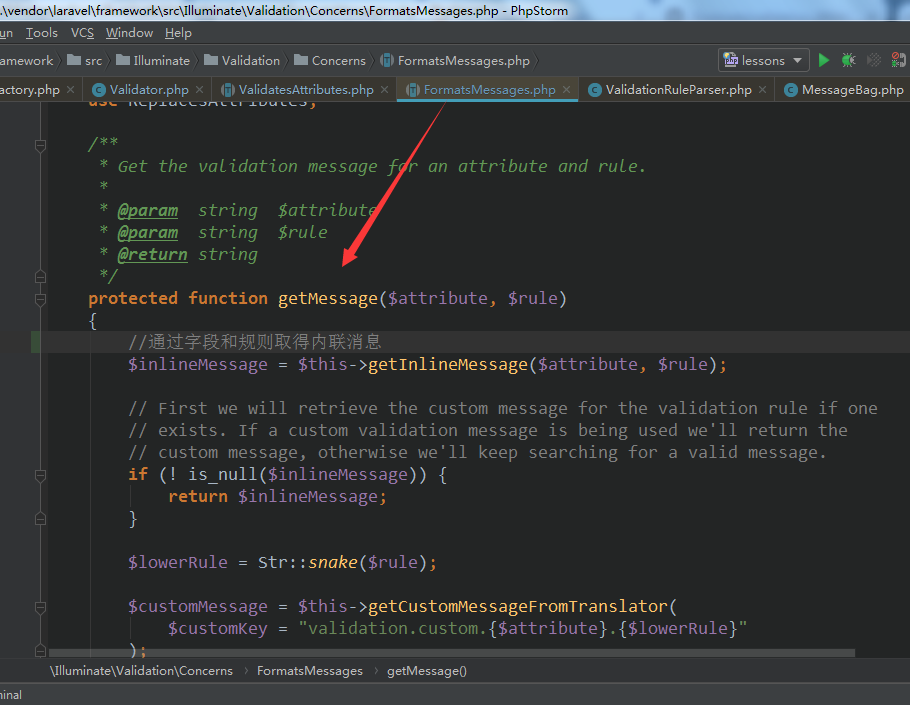 .\vendor\laravel\framework\src\Illuminate\Validation\Concerns\FormatsMessages.php - PhpStorm
un Tools VCS Window Help
amework src Illuminate Validation Concerns FormatsMessages.php lessons
actory.php Validator.php ValidatesAttributes.php FormatsMessages.php ValidationRuleParser.php MessageBag.php
use ReplacesAttributes;
/**
* Get the validation message for an attribute and rule.
*
* @param string $attribute
* @param string $rule
* @return string
*/
protected function getMessage($attribute, $rule)
{
//通过字段和规则取得内联消息
$inlineMessage = $this->getInlineMessage($attribute, $rule);
// First we will retrieve the custom message for the validation rule if one
// exists. If a custom validation message is being used we'll return the
// custom message, otherwise we'll keep searching for a valid message.
if (! is_null($inlineMessage)) {
return $inlineMessage;
}
$lowerRule = Str::snake($rule);
$customMessage = $this->getCustomMessageFromTranslator(
$customKey = "validation.custom.{$attribute}.{$lowerRule}"
);
\Illuminate\Validation\Concerns › FormatsMessages › getMessage()
minal